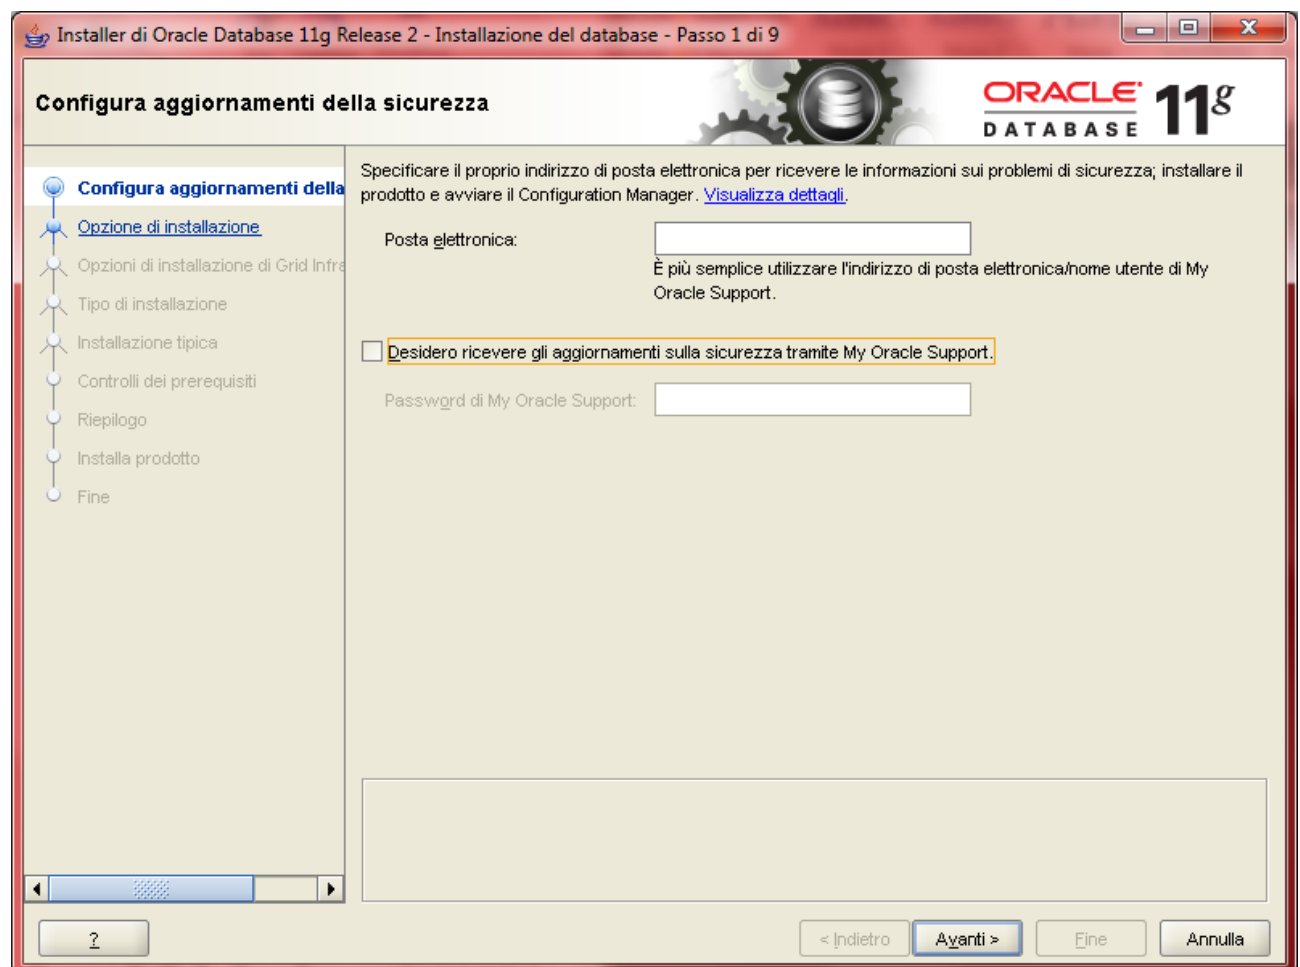 Installer di Oracle Database 11g Release 2 - Installazione del database - Passo 1 di 9
Configura aggiornamenti della sicurezza
ORACLE
DATABASE
11g
Configura aggiornamenti della
Opzione di installazione
Opzioni di installazione di Grid Infra
Tipo di installazione
Installazione tipica
Controlli dei prerequisiti
Riepilogo
Installa prodotto
Fine
Specificare il proprio indirizzo di posta elettronica per ricevere le informazioni sui problemi di sicurezza; installare il
prodotto e avviare il Configuration Manager. Visualizza dettagli.
Posta elettronica:
È più semplice utilizzare l'indirizzo di posta elettronica/nome utente di My
Oracle Support.
Desidero ricevere gli aggiornamenti sulla sicurezza tramite My Oracle Support.
Password di My Oracle Support:
?
< Indietro
Avanti >
Fine
Annulla